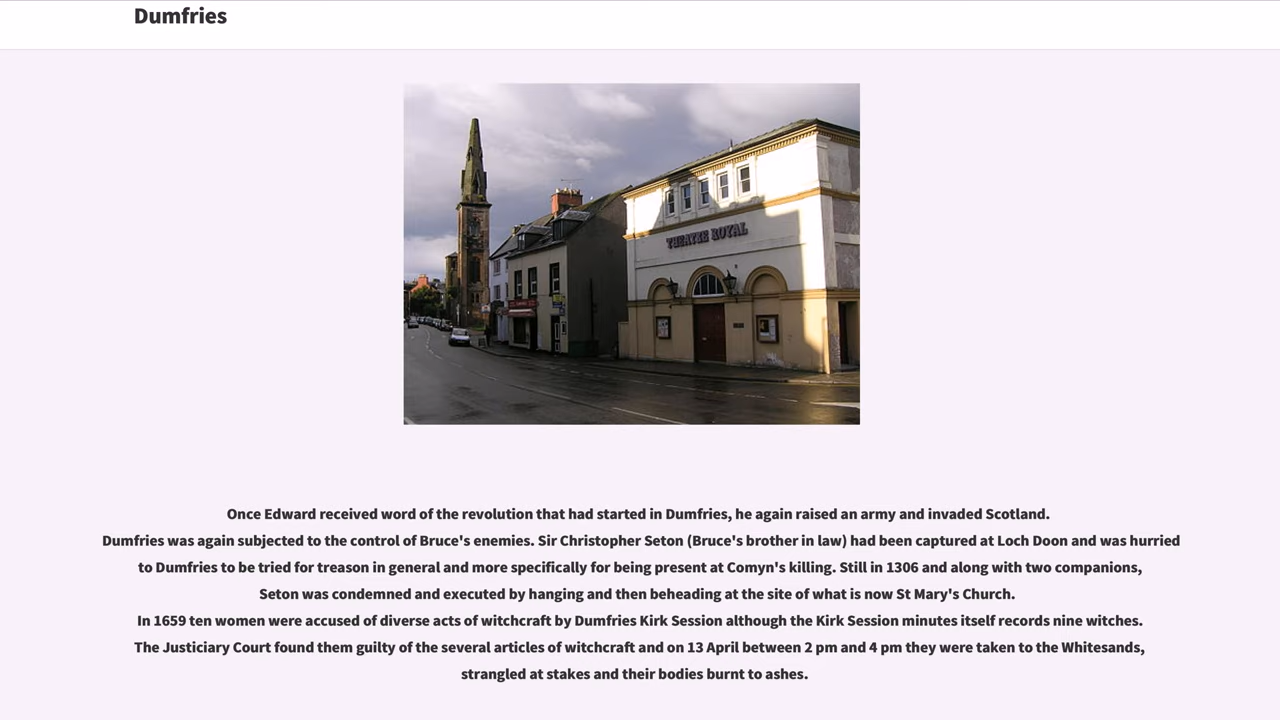 Dumfries
THEATRE ROYAL
Once Edward received word of the revolution that had started in Dumfries, he again raised an army and invaded Scotland.
Dumfries was again subjected to the control of Bruce's enemies. Sir Christopher Seton (Bruce's brother in law) had been captured at Loch Doon and was hurried
to Dumfries to be tried for treason in general and more specifically for being present at Comyn's killing. Still in 1306 and along with two companions,
Seton was condemned and executed by hanging and then beheading at the site of what is now St Mary's Church.
In 1659 ten women were accused of diverse acts of witchcraft by Dumfries Kirk Session although the Kirk Session minutes itself records nine witches.
The Justiciary Court found them guilty of the several articles of witchcraft and on 13 April between 2 pm and 4 pm they were taken to the Whitesands,
strangled at stakes and their bodies burnt to ashes.